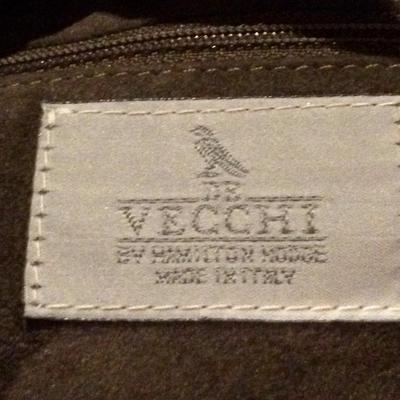 DE
VECCHI
BY HAMILTON HODGE
MADE IN ITALY